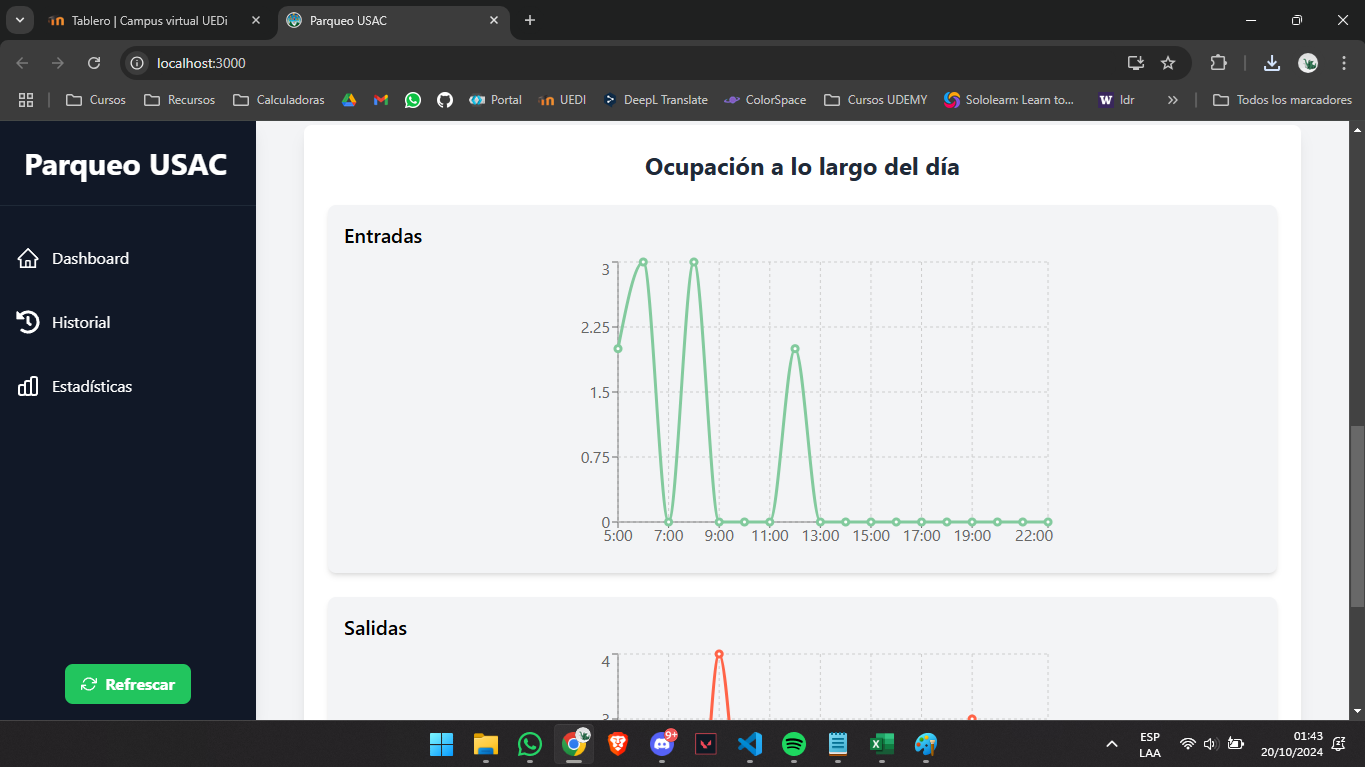 Tablero | Campus virtual UEDi
Parqueo USAC
localhost:3000
Cursos
Recursos
Calculadoras
Portal
UEDI
DeepL Translate
ColorSpace
Cursos UDEMY
Sololearn: Learn to...
W ldr
Todos los marcadores
Parqueo USAC
Dashboard
Historial
Estadísticas
Refrescar
Ocupación a lo largo del día
Entradas
3
2.25
1.5
0.75
0
5:00 7:00 9:00 11:00 13:00 15:00 17:00 19:00 22:00
Salidas
4
3
9+
ESP
LAA
01:43
20/10/2024